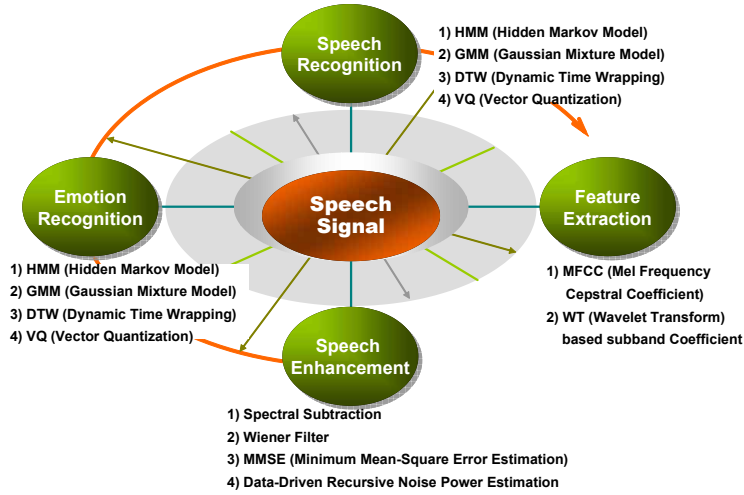 Speech
Recognition
1) HMM (Hidden Markov Model)
2) GMM (Gaussian Mixture Model)
3) DTW (Dynamic Time Wrapping)
4) VQ (Vector Quantization)
Emotion
Recognition
Speech
Signal
Feature
Extraction
1) HMM (Hidden Markov Model)
2) GMM (Gaussian Mixture Model)
3) DTW (Dynamic Time Wrapping)
4) VQ (Vector Quantization)
1) MFCC (Mel Frequency
Cepstral Coefficient)
2) WT (Wavelet Transform)
based subband Coefficient
Speech
Enhancement
1) Spectral Subtraction
2) Wiener Filter
3) MMSE (Minimum Mean-Square Error Estimation)
4) Data-Driven Recursive Noise Power Estimation